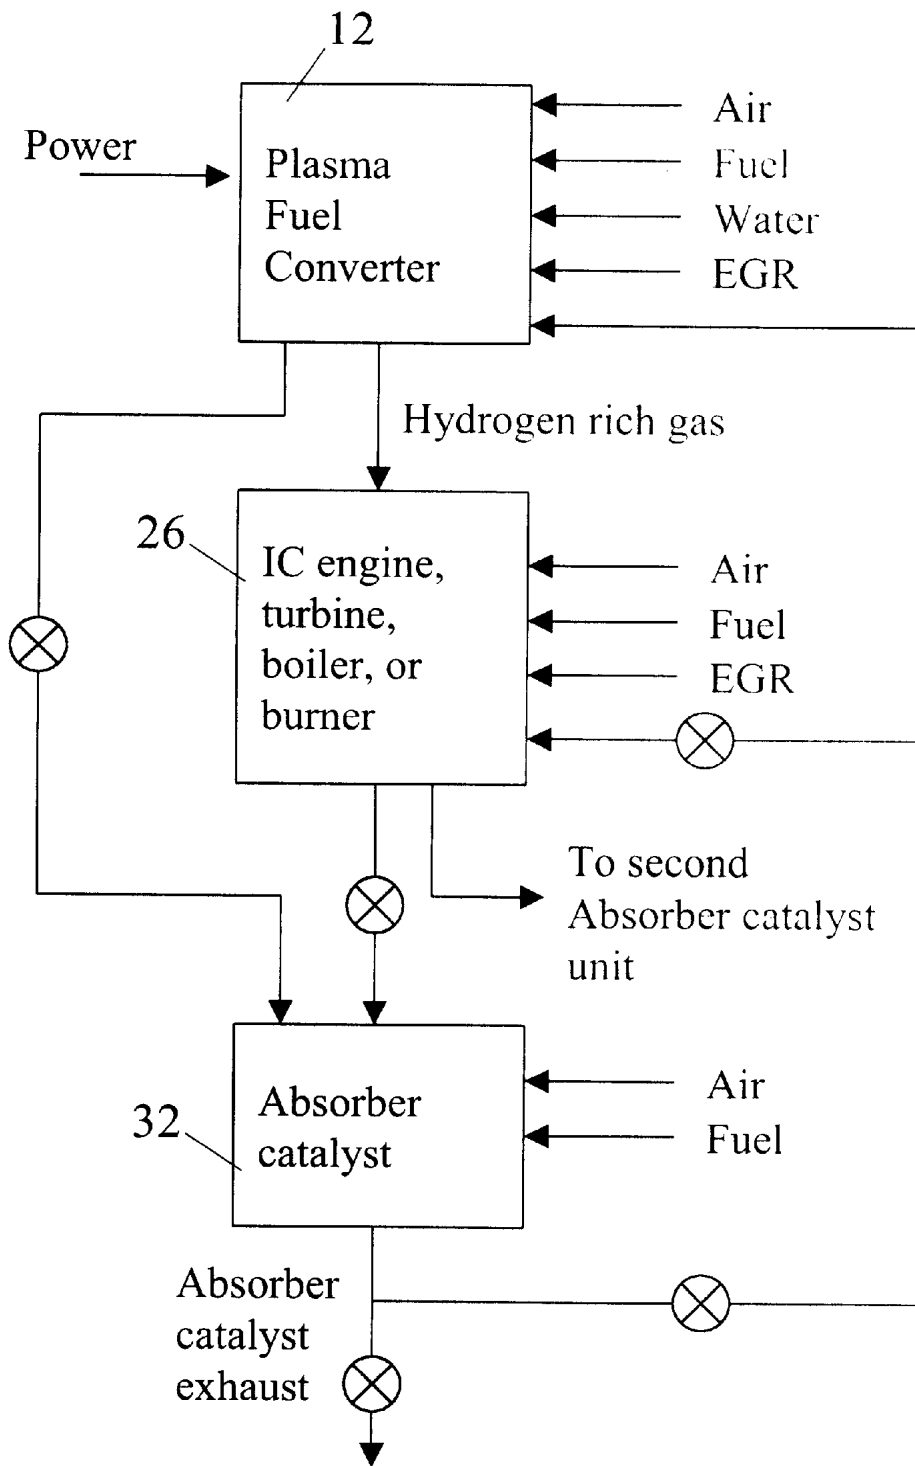 12
Power
Plasma
Fuel
Converter
Air
Fuel
Water
EGR
Hydrogen rich gas
26
IC engine,
turbine,
boiler, or
burner
Air
Fuel
EGR
To second
Absorber catalyst
unit
32
Absorber
catalyst
Air
Fuel
Absorber
catalyst
exhaust